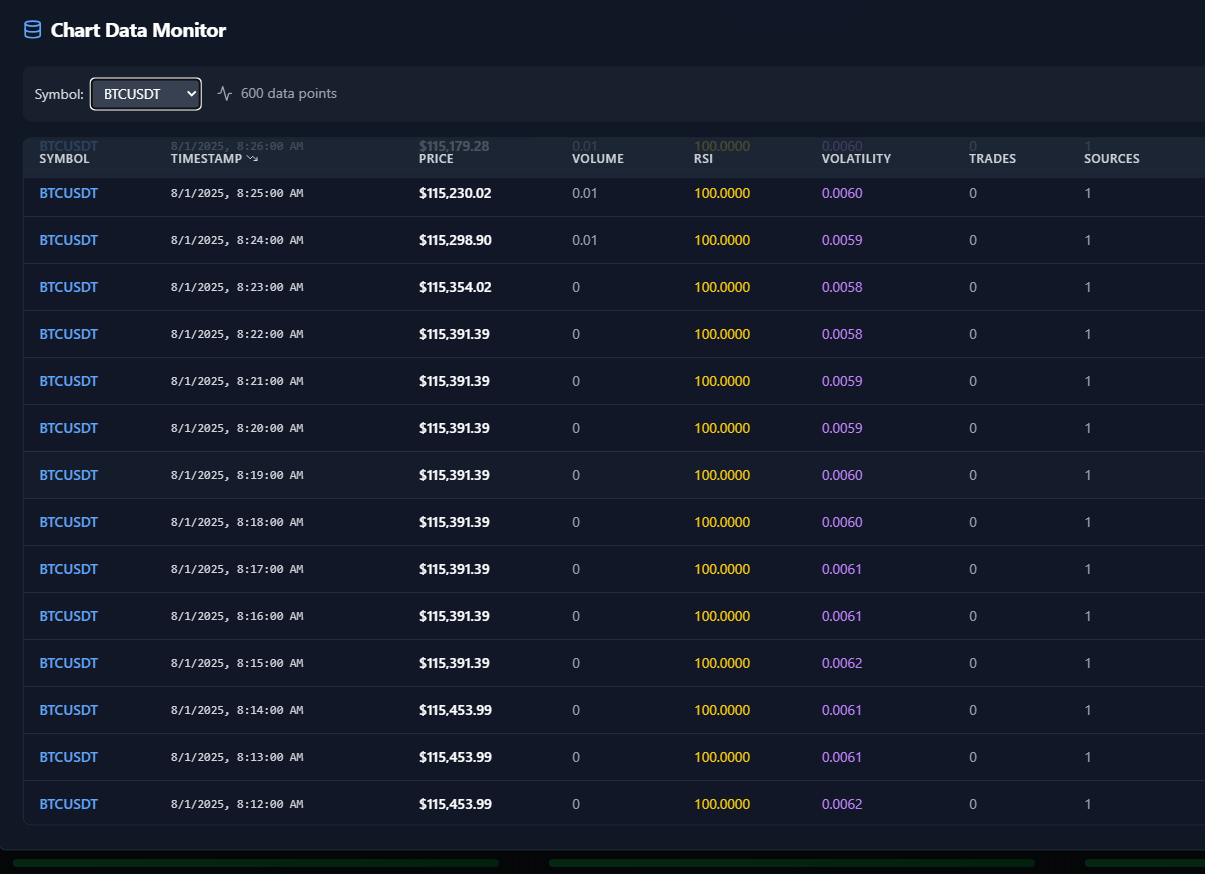 Chart Data Monitor
Symbol: BTCUSDT 600 data points
BTCUSDT 8/1/2025, 8:26:00 AM $115,179.28 0.01 100.0000 0.0060 0 1
SYMBOL TIMESTAMP PRICE VOLUME RSI VOLATILITY TRADES SOURCES
BTCUSDT 8/1/2025, 8:25:00 AM $115,230.02 0.01 100.0000 0.0060 0 1
BTCUSDT 8/1/2025, 8:24:00 AM $115,298.90 0.01 100.0000 0.0059 0 1
BTCUSDT 8/1/2025, 8:23:00 AM $115,354.02 0 100.0000 0.0058 0 1
BTCUSDT 8/1/2025, 8:22:00 AM $115,391.39 0 100.0000 0.0058 0 1
BTCUSDT 8/1/2025, 8:21:00 AM $115,391.39 0 100.0000 0.0059 0 1
BTCUSDT 8/1/2025, 8:20:00 AM $115,391.39 0 100.0000 0.0059 0 1
BTCUSDT 8/1/2025, 8:19:00 AM $115,391.39 0 100.0000 0.0060 0 1
BTCUSDT 8/1/2025, 8:18:00 AM $115,391.39 0 100.0000 0.0060 0 1
BTCUSDT 8/1/2025, 8:17:00 AM $115,391.39 0 100.0000 0.0061 0 1
BTCUSDT 8/1/2025, 8:16:00 AM $115,391.39 0 100.0000 0.0061 0 1
BTCUSDT 8/1/2025, 8:15:00 AM $115,391.39 0 100.0000 0.0062 0 1
BTCUSDT 8/1/2025, 8:14:00 AM $115,453.99 0 100.0000 0.0061 0 1
BTCUSDT 8/1/2025, 8:13:00 AM $115,453.99 0 100.0000 0.0061 0 1
BTCUSDT 8/1/2025, 8:12:00 AM $115,453.99 0 100.0000 0.0062 0 1